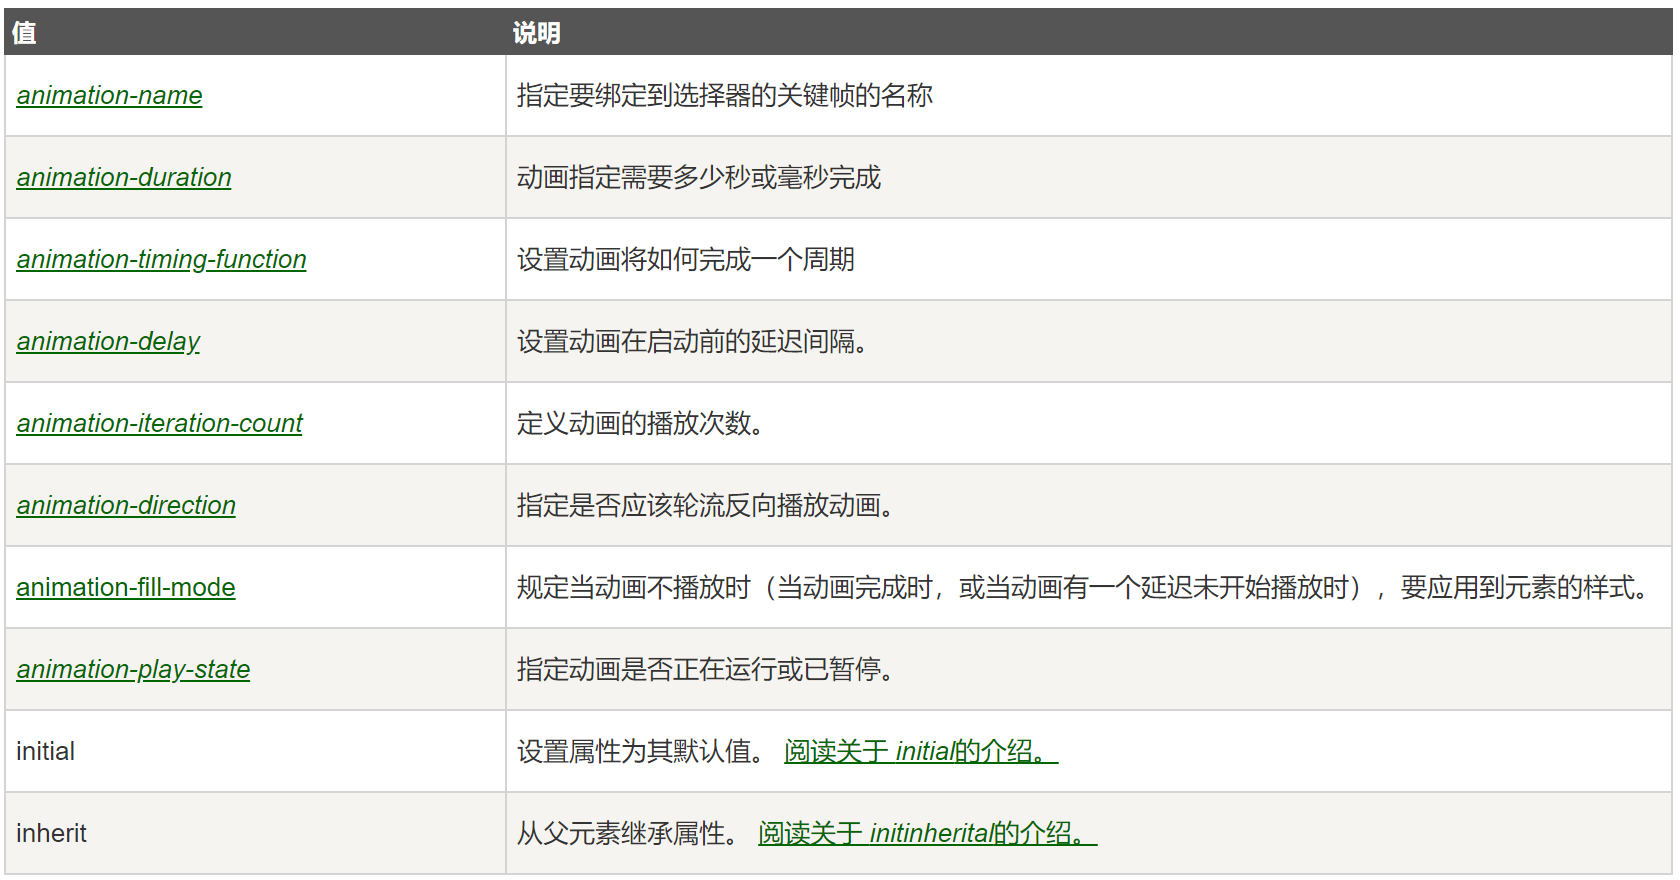 值 说明
animation-name 指定要绑定到选择器的关键帧的名称
animation-duration 动画指定需要多少秒或毫秒完成
animation-timing-function 设置动画将如何完成一个周期
animation-delay 设置动画在启动前的延迟间隔。
animation-iteration-count 定义动画的播放次数。
animation-direction 指定是否应该轮流反向播放动画。
animation-fill-mode 规定当动画不播放时（当动画完成时，或当动画有一个延迟未开始播放时），要应用到元素的样式。
animation-play-state 指定动画是否正在运行或已暂停。
initial 设置属性为其默认值。 阅读关于 initial的介绍。
inherit 从父元素继承属性。 阅读关于 initinherital的介绍。